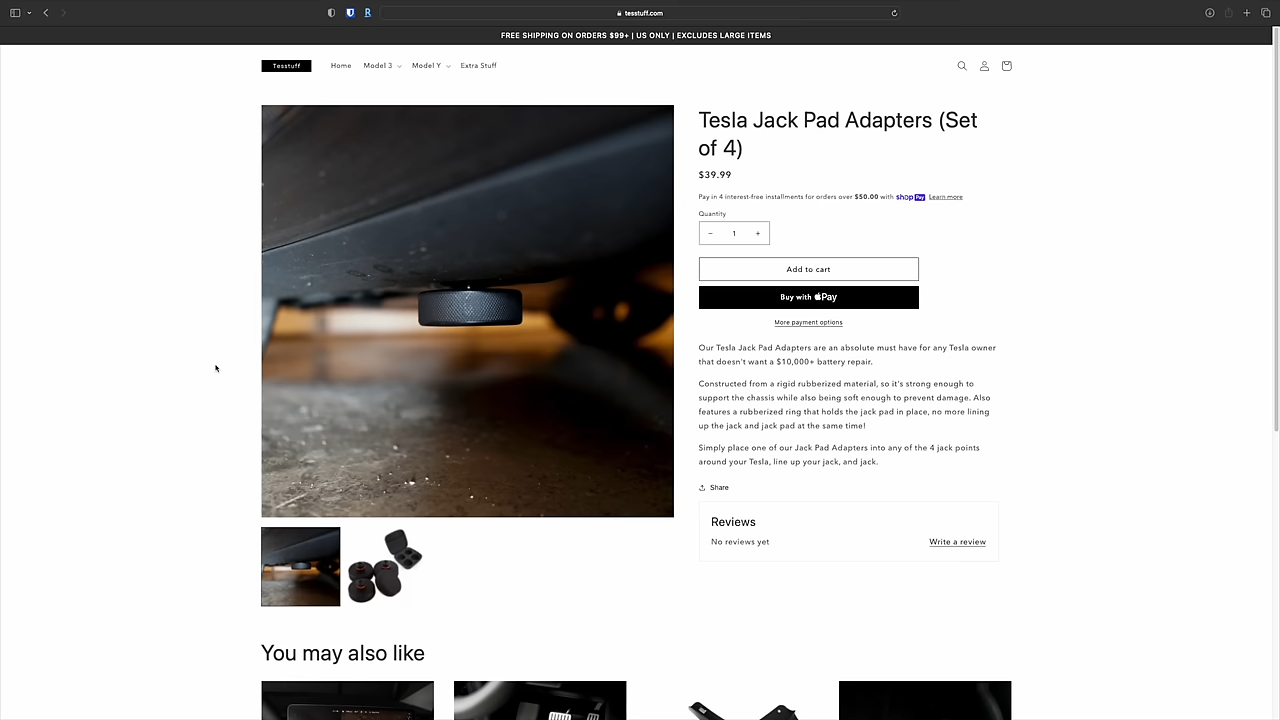 tesstuff.com
FREE SHIPPING ON ORDERS $99+ | US ONLY | EXCLUDES LARGE ITEMS
Tesstuff
Home
Model 3
Model Y
Extra Stuff
Tesla Jack Pad Adapters (Set
of 4)
$39.99
Pay in 4 interest-free installments for orders over $50.00 with shop Pay Learn more
Quantity
− 1 +
Add to cart
Buy with Pay
More payment options
Our Tesla Jack Pad Adapters are an absolute must have for any Tesla owner
that doesn't want a $10,000+ battery repair.
Constructed from a rigid rubberized material, so it's strong enough to
support the chassis while also being soft enough to prevent damage. Also
features a rubberized ring that holds the jack pad in place, no more lining
up the jack and jack pad at the same time!
Simply place one of our Jack Pad Adapters into any of the 4 jack points
around your Tesla, line up your jack, and jack.
Share
Reviews
No reviews yet
Write a review
You may also like